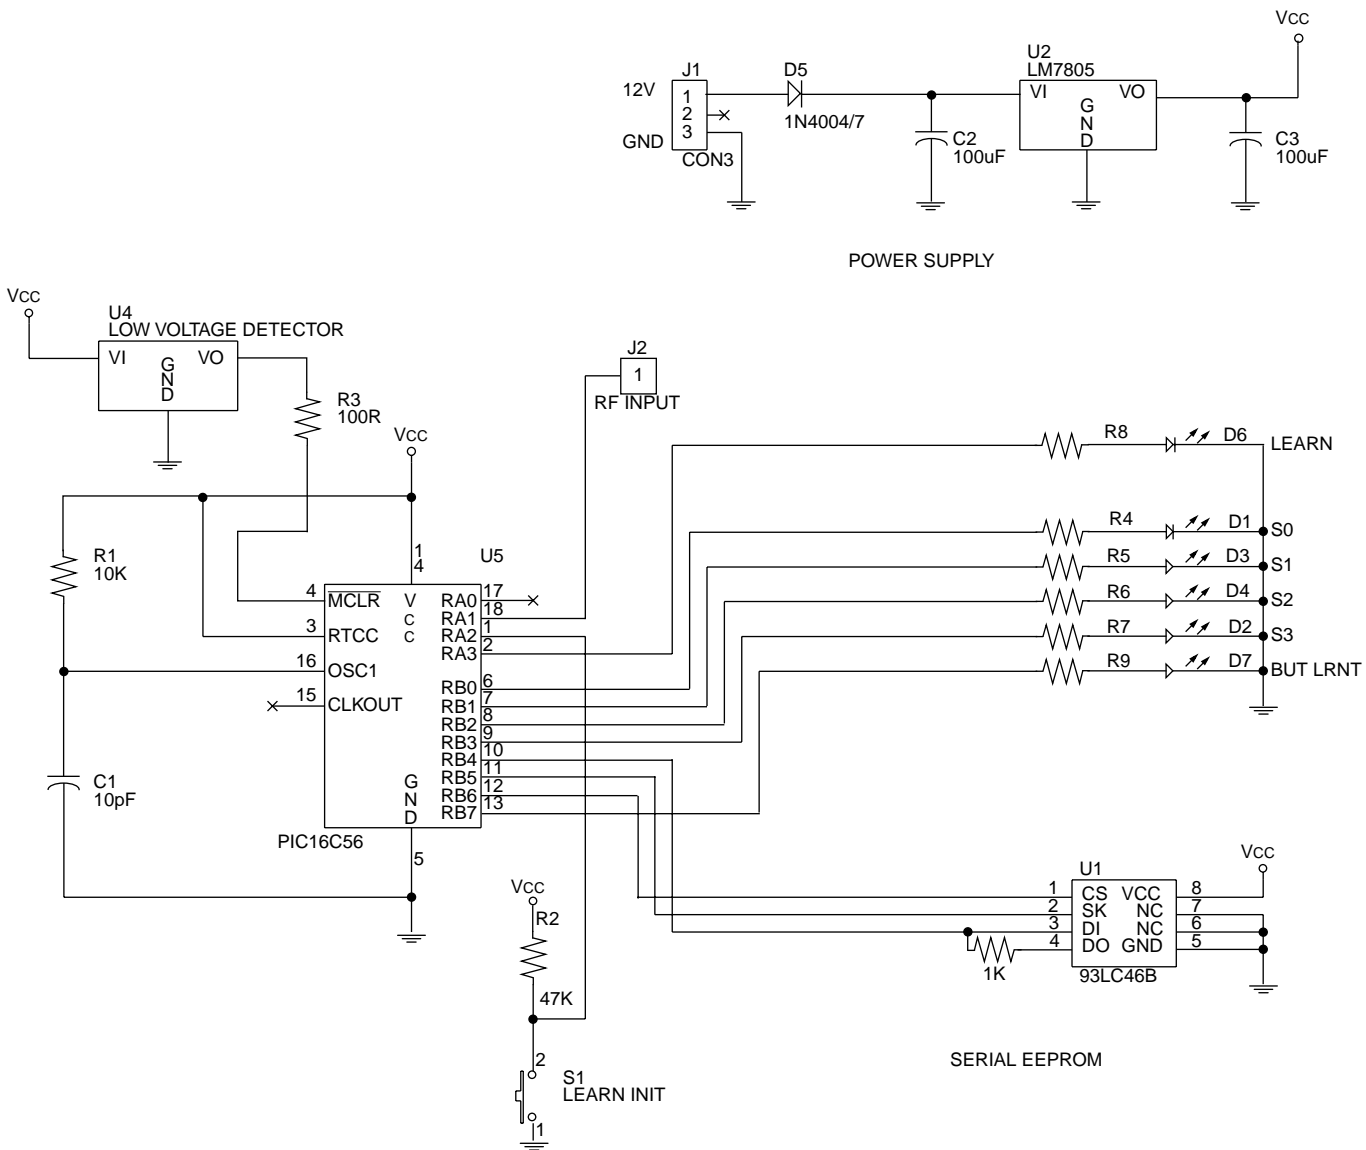 VCC
U2
LM7805
VI
VO
GND
J1
12V
1
2
3
GND
CON3
D5
1N4004/7
C2
100uF
C3
100uF
POWER SUPPLY
VCC
U4
LOW VOLTAGE DETECTOR
VI
VO
GND
R3
100R
VCC
J2
1
RF INPUT
R8
D6
LEARN
R4
D1
S0
R5
D3
S1
R6
D4
S2
R7
D2
S3
R9
D7
BUT LRNT
R1
10K
14
U5
4
MCLR
3
RTCC
16
OSC1
15
CLKOUT
VCC
RA0
17
RA1
18
RA2
1
RA3
2
RB0
6
RB1
7
RB2
8
RB3
9
RB4
10
RB5
11
RB6
12
RB7
13
GND
PIC16C56
5
C1
10pF
VCC
R2
47K
2
S1
LEARN INIT
1
VCC
U1
1
CS
VCC
8
2
SK
NC
7
3
DI
NC
6
4
DO
GND
5
93LC46B
1K
SERIAL EEPROM